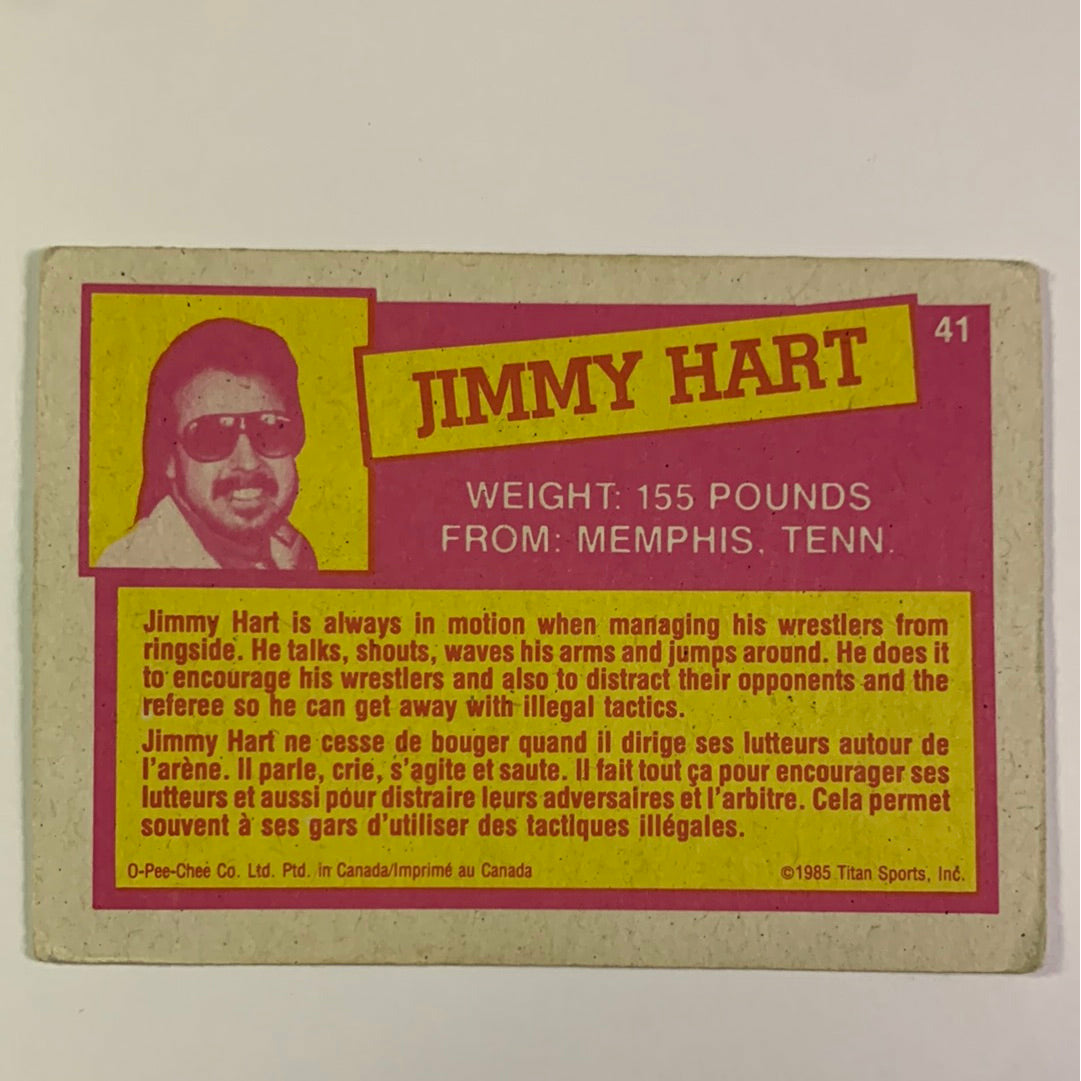 JIMMY HART
41
WEIGHT: 155 POUNDS
FROM: MEMPHIS, TENN.
Jimmy Hart is always in motion when managing his wrestlers from
ringside. He talks, shouts, waves his arms and jumps around. He does it
to encourage his wrestlers and also to distract their opponents and the
referee so he can get away with illegal tactics.
Jimmy Hart ne cesse de bouger quand il dirige ses lutteurs autour de
l'arène. Il parle, crie, s'agite et saute. Il fait tout ça pour encourager ses
lutteurs et aussi pour distraire leurs adversaires et l'arbitre. Cela permet
souvent à ses gars d'utiliser des tactiques illégales.
O-Pee-Chee Co. Ltd. Ptd. in Canada/Imprimé au Canada
©1985 Titan Sports, Inc.